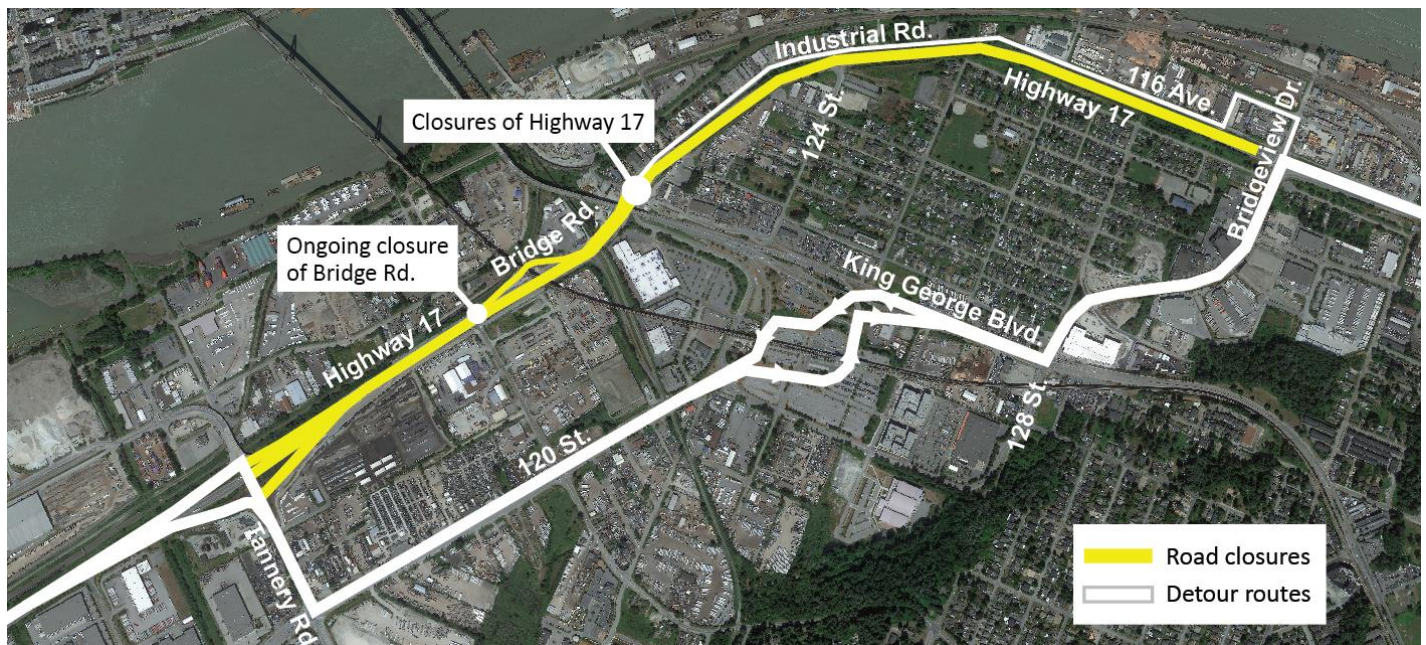 Industrial Rd.
116 Ave.
Highway 17
Bridgeview Dr.
Closures of Highway 17
124 St.
Bridge Rd.
Ongoing closure
of Bridge Rd.
King George Blvd.
Highway 17
128 St.
120 St.
Tannery Rd.
Road closures
Detour routes